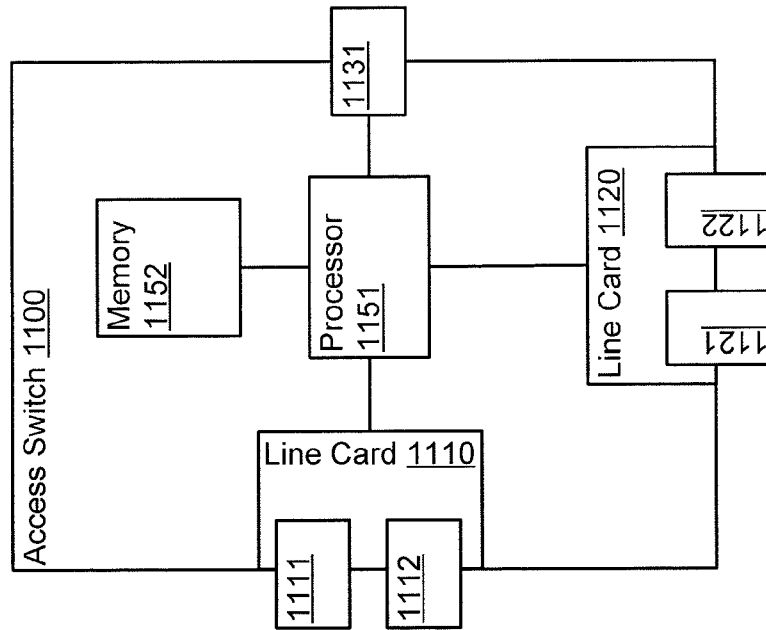 Access Switch 1100
Memory
1152
Processor
1151
1131
Line Card 1110
1111
1112
Line Card 1120
1121
1122